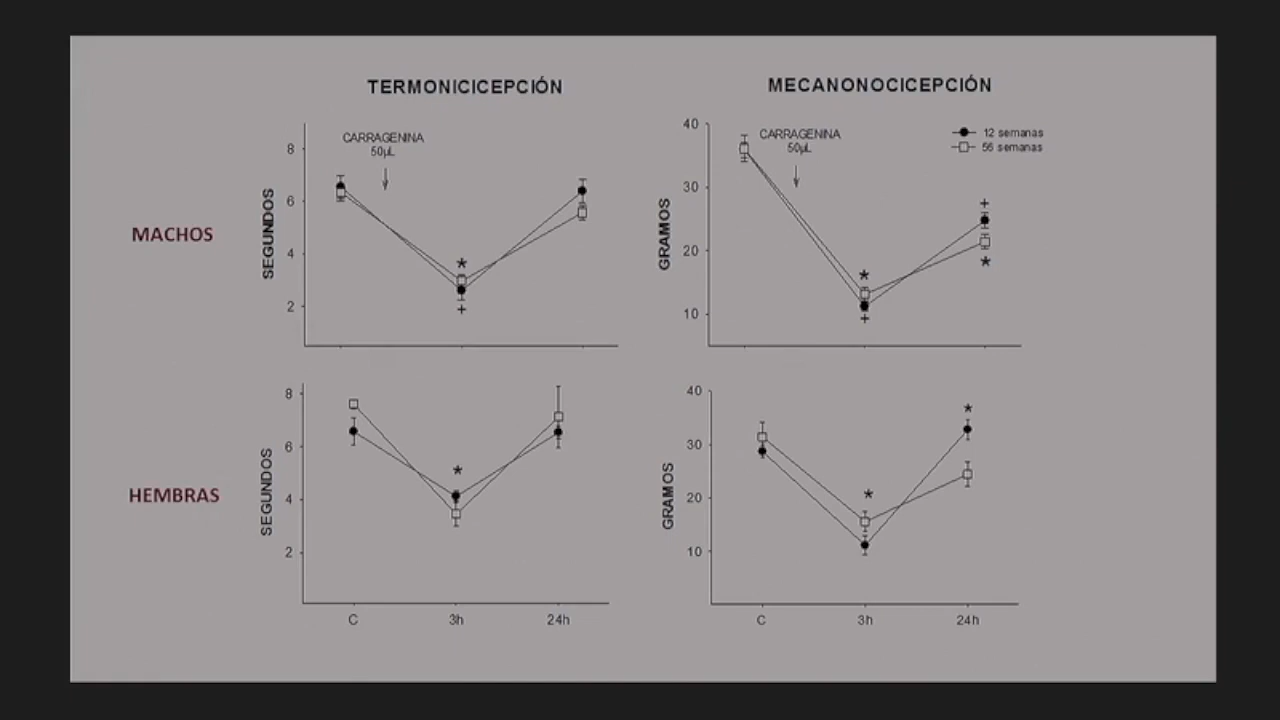 TERMONICICEPCIÓN
MECANONOCICEPCIÓN
MACHOS
SEGUNDOS
8
6
4
2
CARRAGENINA
50µL
*
+
GRAMOS
40
30
20
10
CARRAGENINA
50µL
12 semanas
56 semanas
*
+
+
*
HEMBRAS
SEGUNDOS
8
6
4
2
*
C
3h
24h
GRAMOS
40
30
20
10
*
*
C
3h
24h